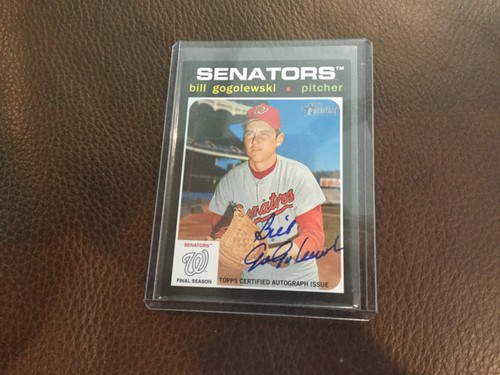 SENATORS™
bill gogolewski • pitcher
HERITAGE
Senators
Bill
Gogolewski
SENATORS™
W
FINAL SEASON
TOPPS CERTIFIED AUTOGRAPH ISSUE